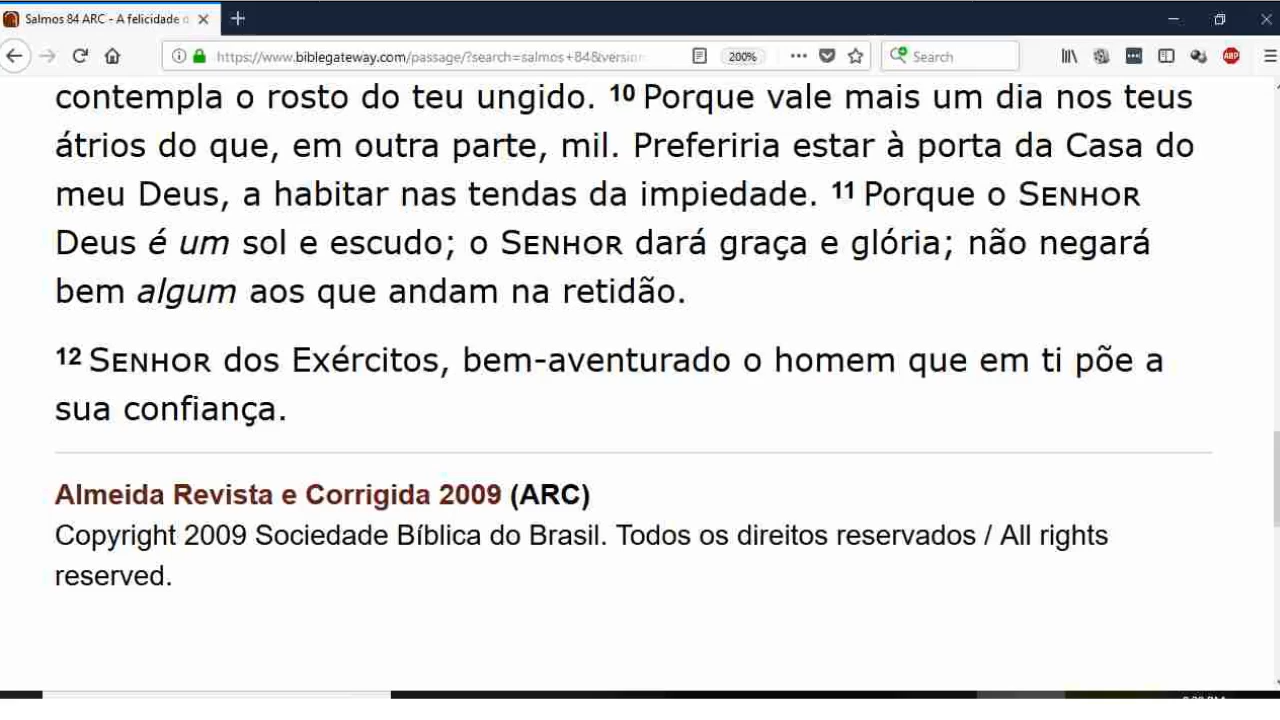 Salmos 84 ARC - A felicidade d
https://www.biblegateway.com/passage/?search=salmos+84&version
200%
Search
ABP
contempla o rosto do teu ungido. 10 Porque vale mais um dia nos teus
átrios do que, em outra parte, mil. Preferiria estar à porta da Casa do
meu Deus, a habitar nas tendas da impiedade. 11 Porque o SENHOR
Deus é um sol e escudo; o SENHOR dará graça e glória; não negará
bem algum aos que andam na retidão.
12 SENHOR dos Exércitos, bem-aventurado o homem que em ti põe a
sua confiança.
Almeida Revista e Corrigida 2009 (ARC)
Copyright 2009 Sociedade Bíblica do Brasil. Todos os direitos reservados / All rights
reserved.